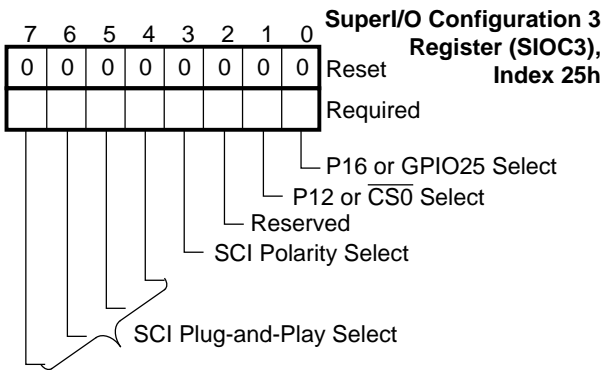 SuperI/O Configuration 3
Register (SIOC3),
Index 25h
7 6 5 4 3 2 1 0
0 0 0 0 0 0 0 0 Reset
Required
P16 or GPIO25 Select
P12 or C̅S̅0̅ Select
Reserved
SCI Polarity Select
SCI Plug-and-Play Select